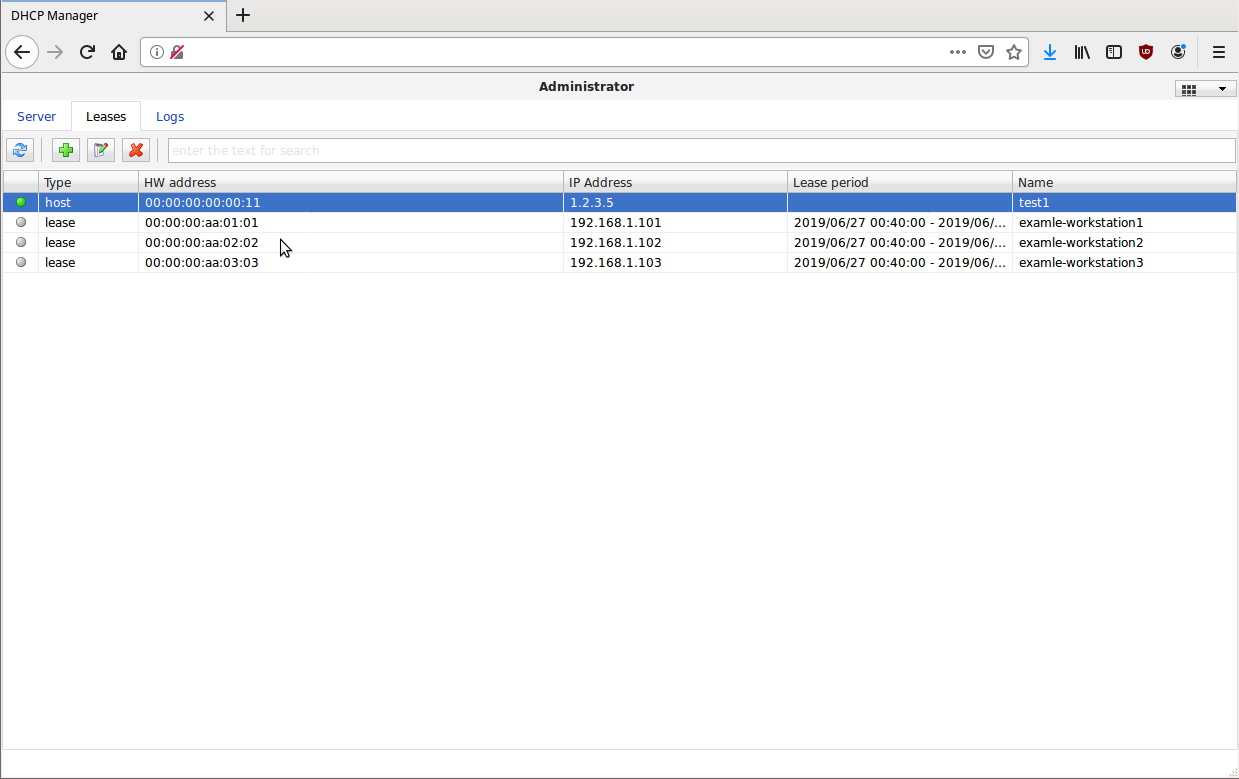 DHCP Manager
Administrator
Server Leases Logs
enter the text for search
Type HW address IP Address Lease period Name
host 00:00:00:00:00:11 1.2.3.5 test1
lease 00:00:00:aa:01:01 192.168.1.101 2019/06/27 00:40:00 - 2019/06/... examle-workstation1
lease 00:00:00:aa:02:02 192.168.1.102 2019/06/27 00:40:00 - 2019/06/... examle-workstation2
lease 00:00:00:aa:03:03 192.168.1.103 2019/06/27 00:40:00 - 2019/06/... examle-workstation3